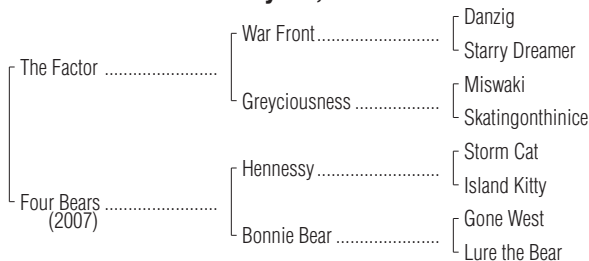 Danzig
War Front
Starry Dreamer
The Factor
Miswaki
Greyciousness
Skatingonthinice
Storm Cat
Hennessy
Island Kitty
Four Bears
(2007)
Gone West
Bonnie Bear
Lure the Bear